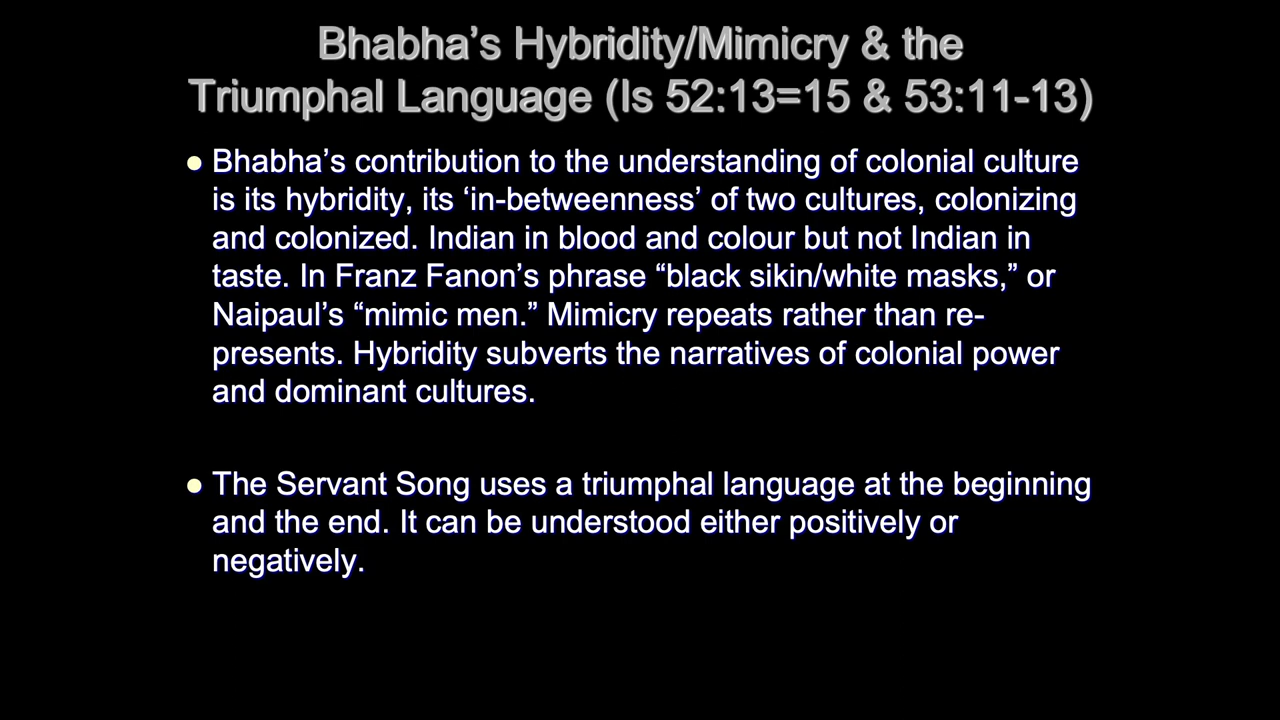 Bhabha’s Hybridity/Mimicry & the
Triumphal Language (Is 52:13=15 & 53:11-13)
● Bhabha’s contribution to the understanding of colonial culture
is its hybridity, its ‘in-betweenness’ of two cultures, colonizing
and colonized. Indian in blood and colour but not Indian in
taste. In Franz Fanon’s phrase “black sikin/white masks,” or
Naipaul’s “mimic men.” Mimicry repeats rather than re-
presents. Hybridity subverts the narratives of colonial power
and dominant cultures.
● The Servant Song uses a triumphal language at the beginning
and the end. It can be understood either positively or
negatively.